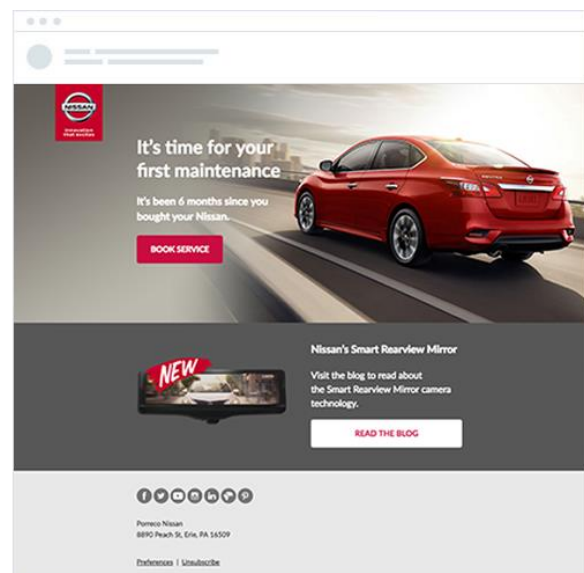 NISSAN
Innovation
that excites
It's time for your
first maintenance
It's been 6 months since you
bought your Nissan.
BOOK SERVICE
NEW
Nissan's Smart Rearview Mirror
Visit the blog to read about
the Smart Rearview Mirror camera
technology.
READ THE BLOG
Porreco Nissan
8890 Peach St, Erie, PA 16509
Preferences | Unsubscribe